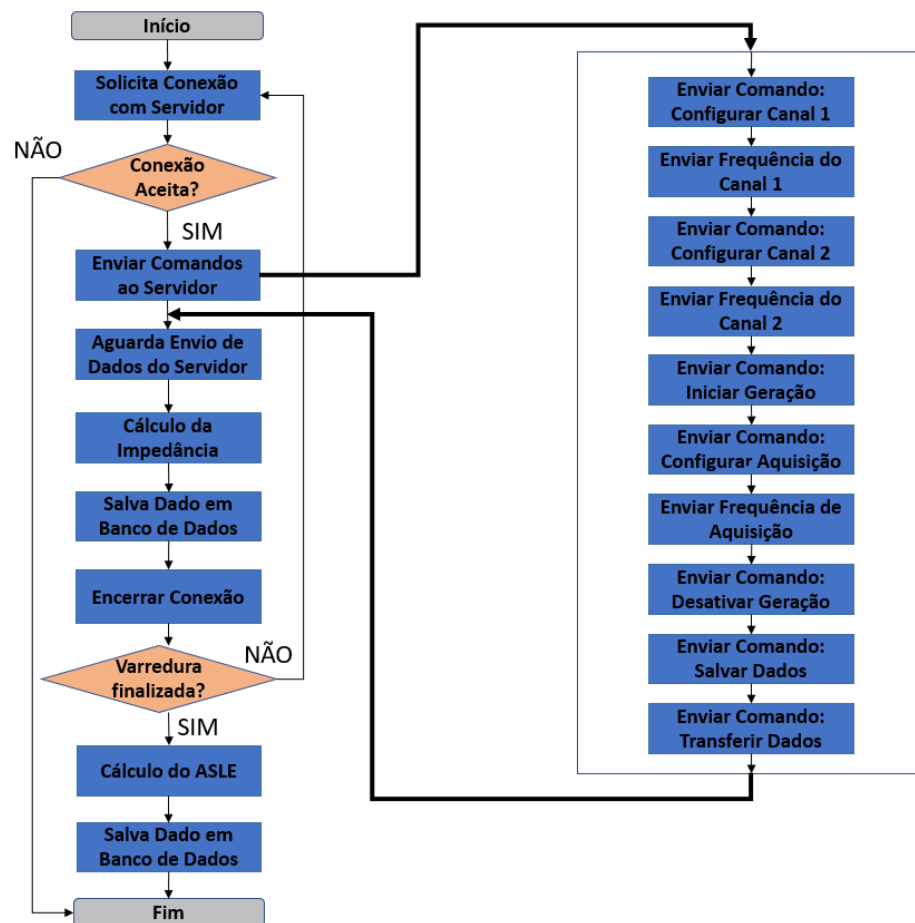 Início
Solicita Conexão
com Servidor
NÃO
Conexão
Aceita?
SIM
Enviar Comandos
ao Servidor
Aguarda Envio de
Dados do Servidor
Cálculo da
Impedância
Salva Dado em
Banco de Dados
Encerrar Conexão
Varredura
finalizada?
NÃO
SIM
Cálculo do ASLE
Salva Dado em
Banco de Dados
Fim
Enviar Comando:
Configurar Canal 1
Enviar Frequência do
Canal 1
Enviar Comando:
Configurar Canal 2
Enviar Frequência do
Canal 2
Enviar Comando:
Iniciar Geração
Enviar Comando:
Configurar Aquisição
Enviar Frequência de
Aquisição
Enviar Comando:
Desativar Geração
Enviar Comando:
Salvar Dados
Enviar Comando:
Transferir Dados